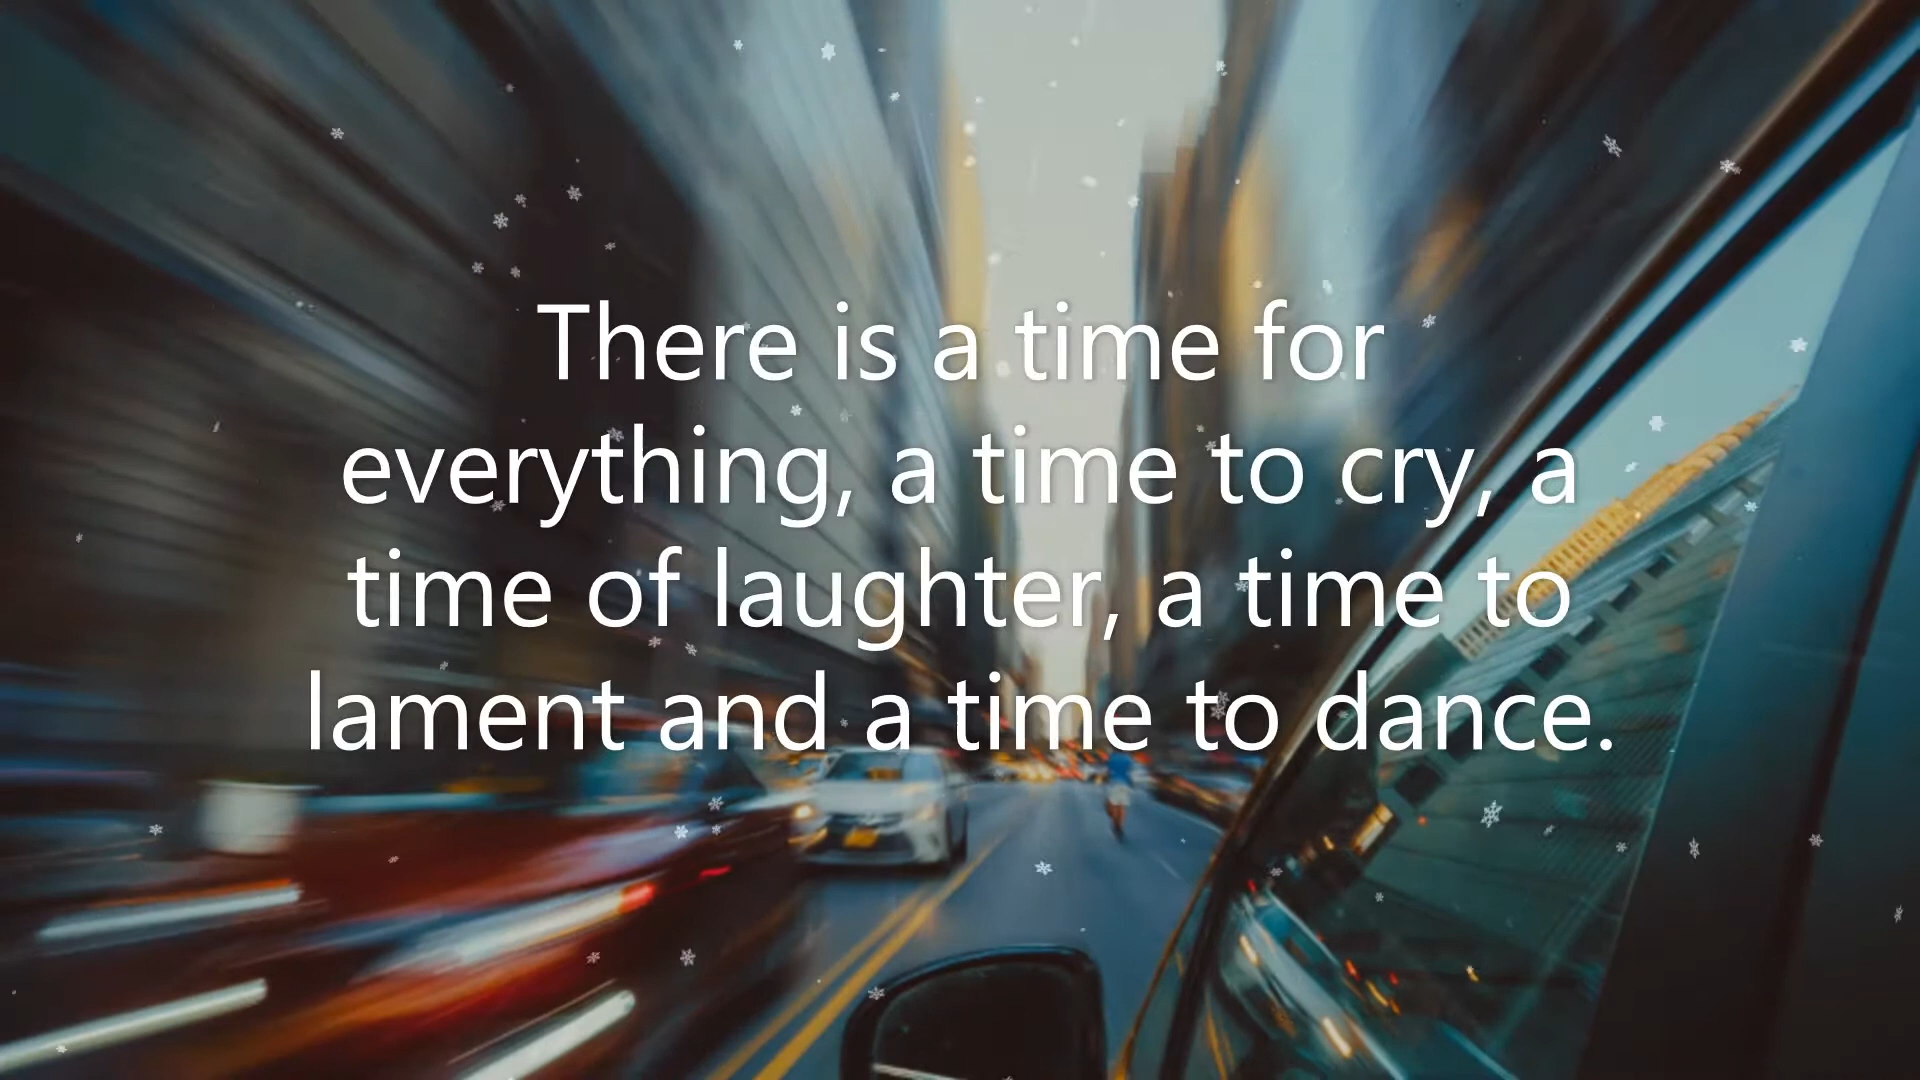 There is a time for
everything, a time to cry, a
time of laughter, a time to
lament and a time to dance.